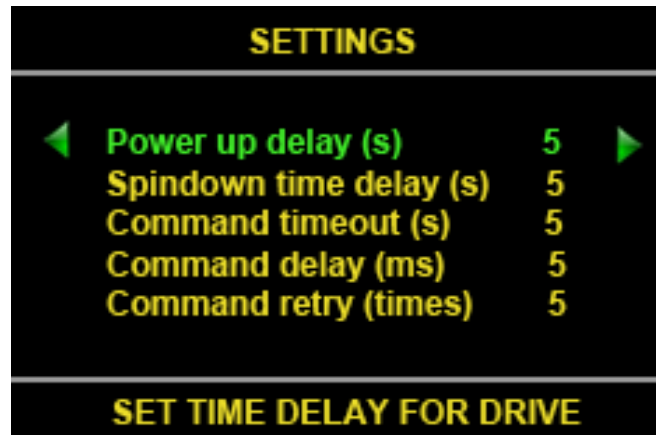 SETTINGS
Power up delay (s) 5
Spindown time delay (s) 5
Command timeout (s) 5
Command delay (ms) 5
Command retry (times) 5
SET TIME DELAY FOR DRIVE